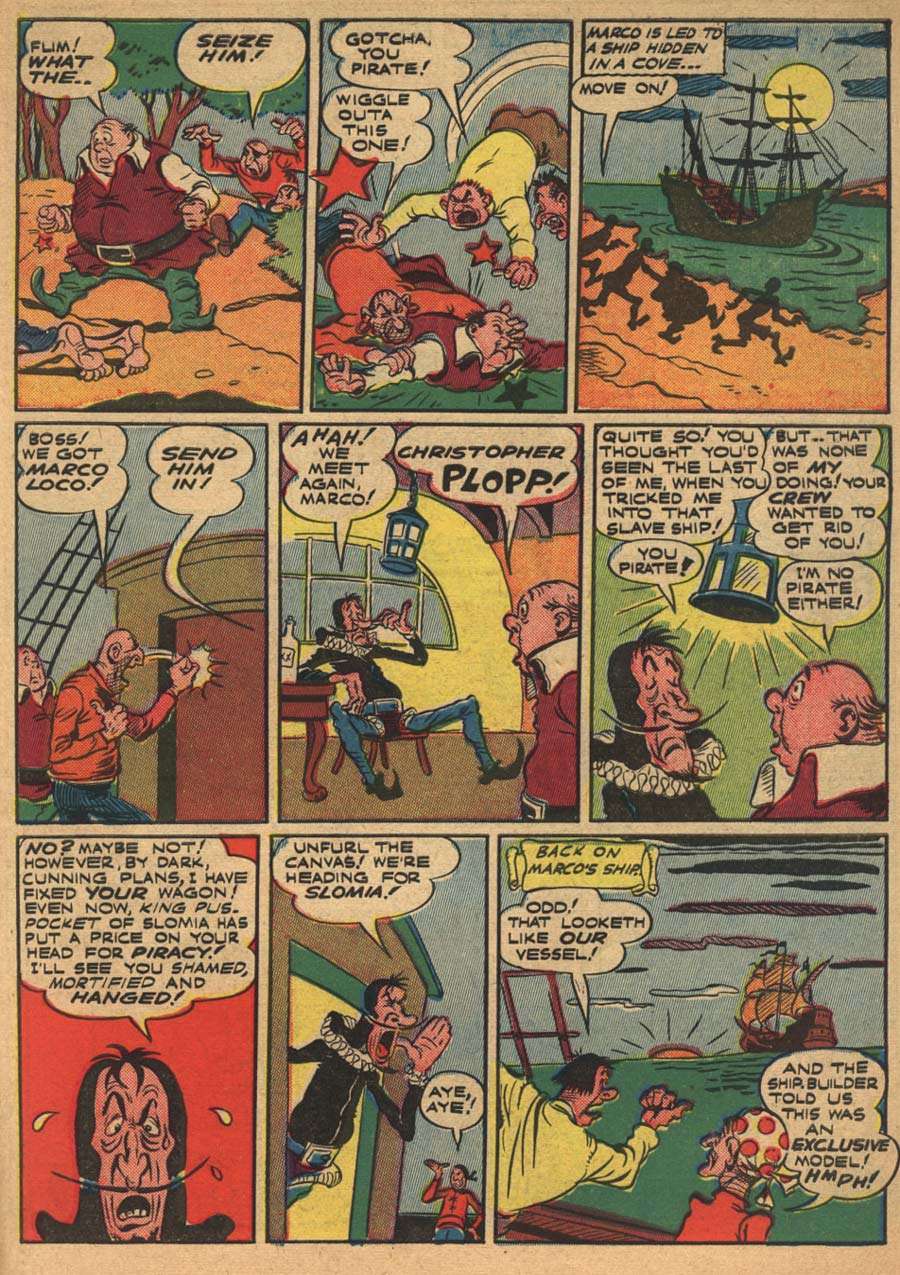 FLIM!
WHAT
THE--
SEIZE
HIM!
GOTCHA,
YOU
PIRATE!
WIGGLE
OUTA
THIS
ONE!
MARCO IS LED TO
A SHIP HIDDEN
IN A COVE...
MOVE ON!
BOSS!
WE GOT
MARCO
LOCO!
SEND
HIM
IN!
AHAH!
WE
MEET
AGAIN,
MARCO!
CHRISTOPHER
PLOPP!
XX
QUITE SO! YOU
THOUGHT YOU'D
SEEN THE LAST
OF ME, WHEN YOU
TRICKED ME
INTO THAT
SLAVE SHIP!
YOU
PIRATE!
BUT--THAT
WAS NONE
OF MY
DOING! YOUR
CREW
WANTED TO
GET RID
OF YOU!
I'M NO
PIRATE
EITHER!
NO? MAYBE NOT!
HOWEVER, BY DARK,
CUNNING PLANS, I HAVE
FIXED YOUR WAGON!
EVEN NOW, KING PUS-
POCKET OF SLOMIA HAS
PUT A PRICE ON YOUR
HEAD FOR PIRACY!
I'LL SEE YOU SHAMED,
MORTIFIED AND
HANGED!
UNFURL THE
CANVAS! WE'RE
HEADING FOR
SLOMIA!
AYE,
AYE!
BACK ON
MARCO'S SHIP.
ODD!
THAT LOOKETH
LIKE OUR
VESSEL!
AND THE
SHIP BUILDER
TOLD US
THIS WAS
AN
EXCLUSIVE
MODEL!
HMPH!